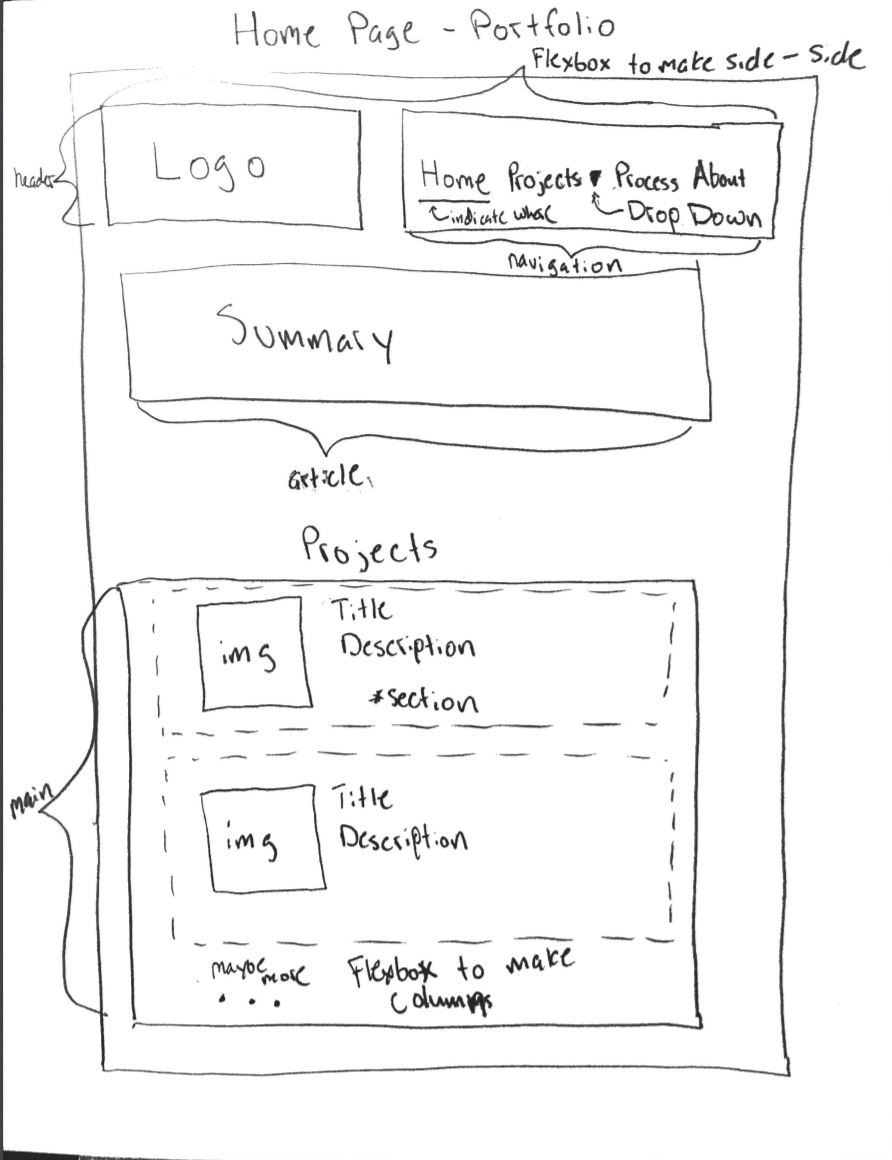 Home Page - Portfolio
Flexbox to make side-side
header
Logo
Home Projects ▼ Process About
indicate
Drop Down
navigation
Summary
article
Projects
main
img
Title
Description
*section
img
Title
Description
maybe more
...
Flexbox to make
columns